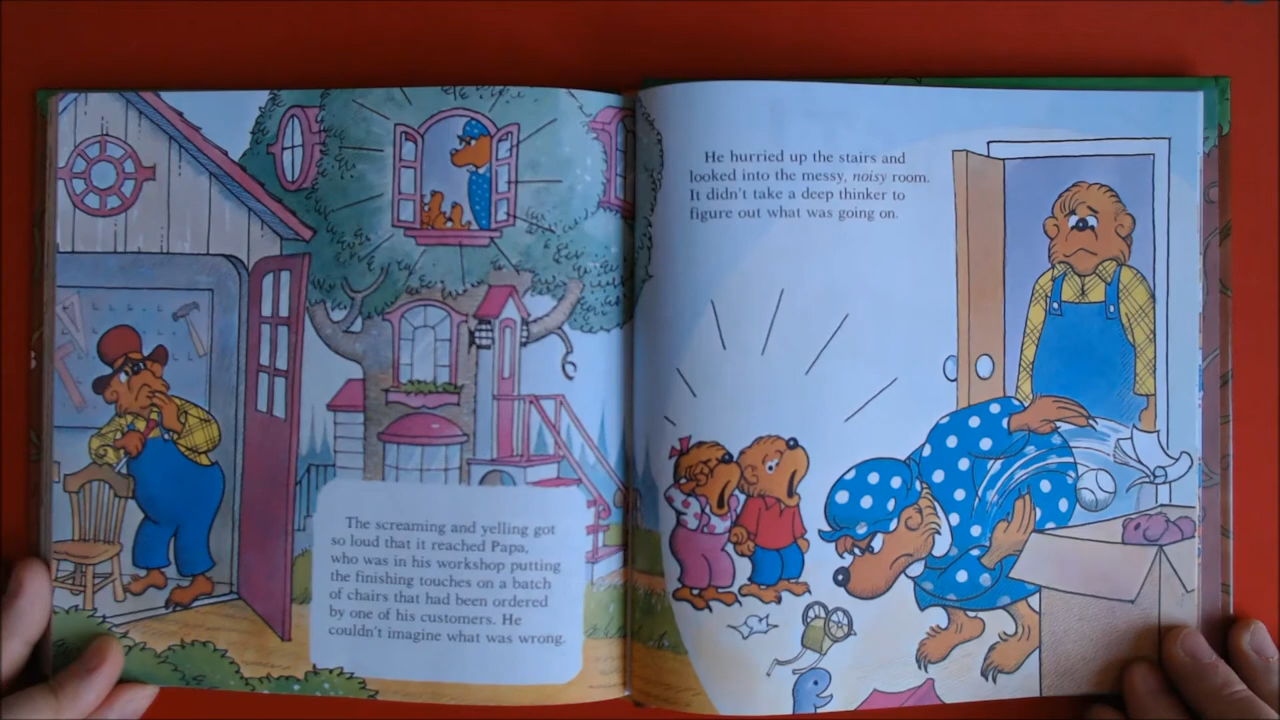 The screaming and yelling got
so loud that it reached Papa,
who was in his workshop putting
the finishing touches on a batch
of chairs that had been ordered
by one of his customers. He
couldn't imagine what was wrong.
He hurried up the stairs and
looked into the messy, noisy room.
It didn't take a deep thinker to
figure out what was going on.